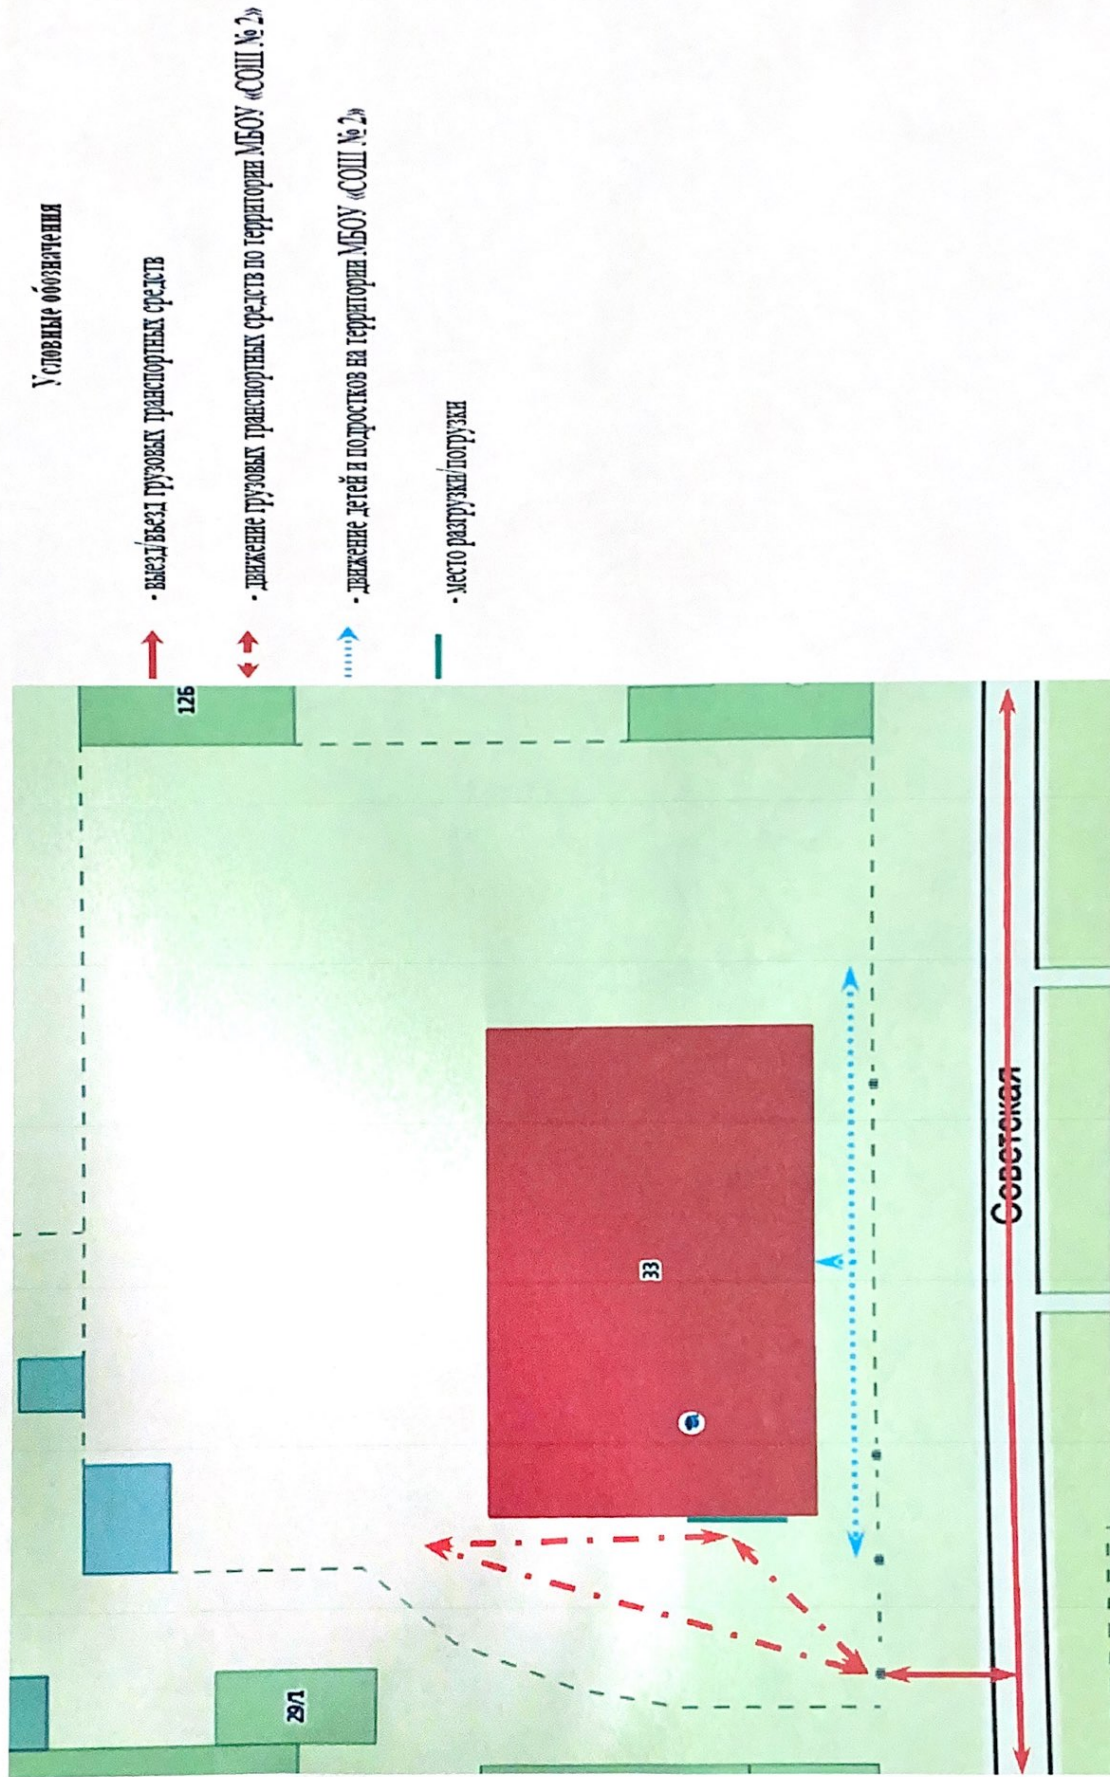 Условные обозначения
- выезд/въезд грузовых транспортных средств
- движение грузовых транспортных средств по территории МБОУ «СОШ № 2»
- движение детей и подростков на территории МБОУ «СОШ № 2»
- место разгрузки/погрузки
126
33
29/1
Советская